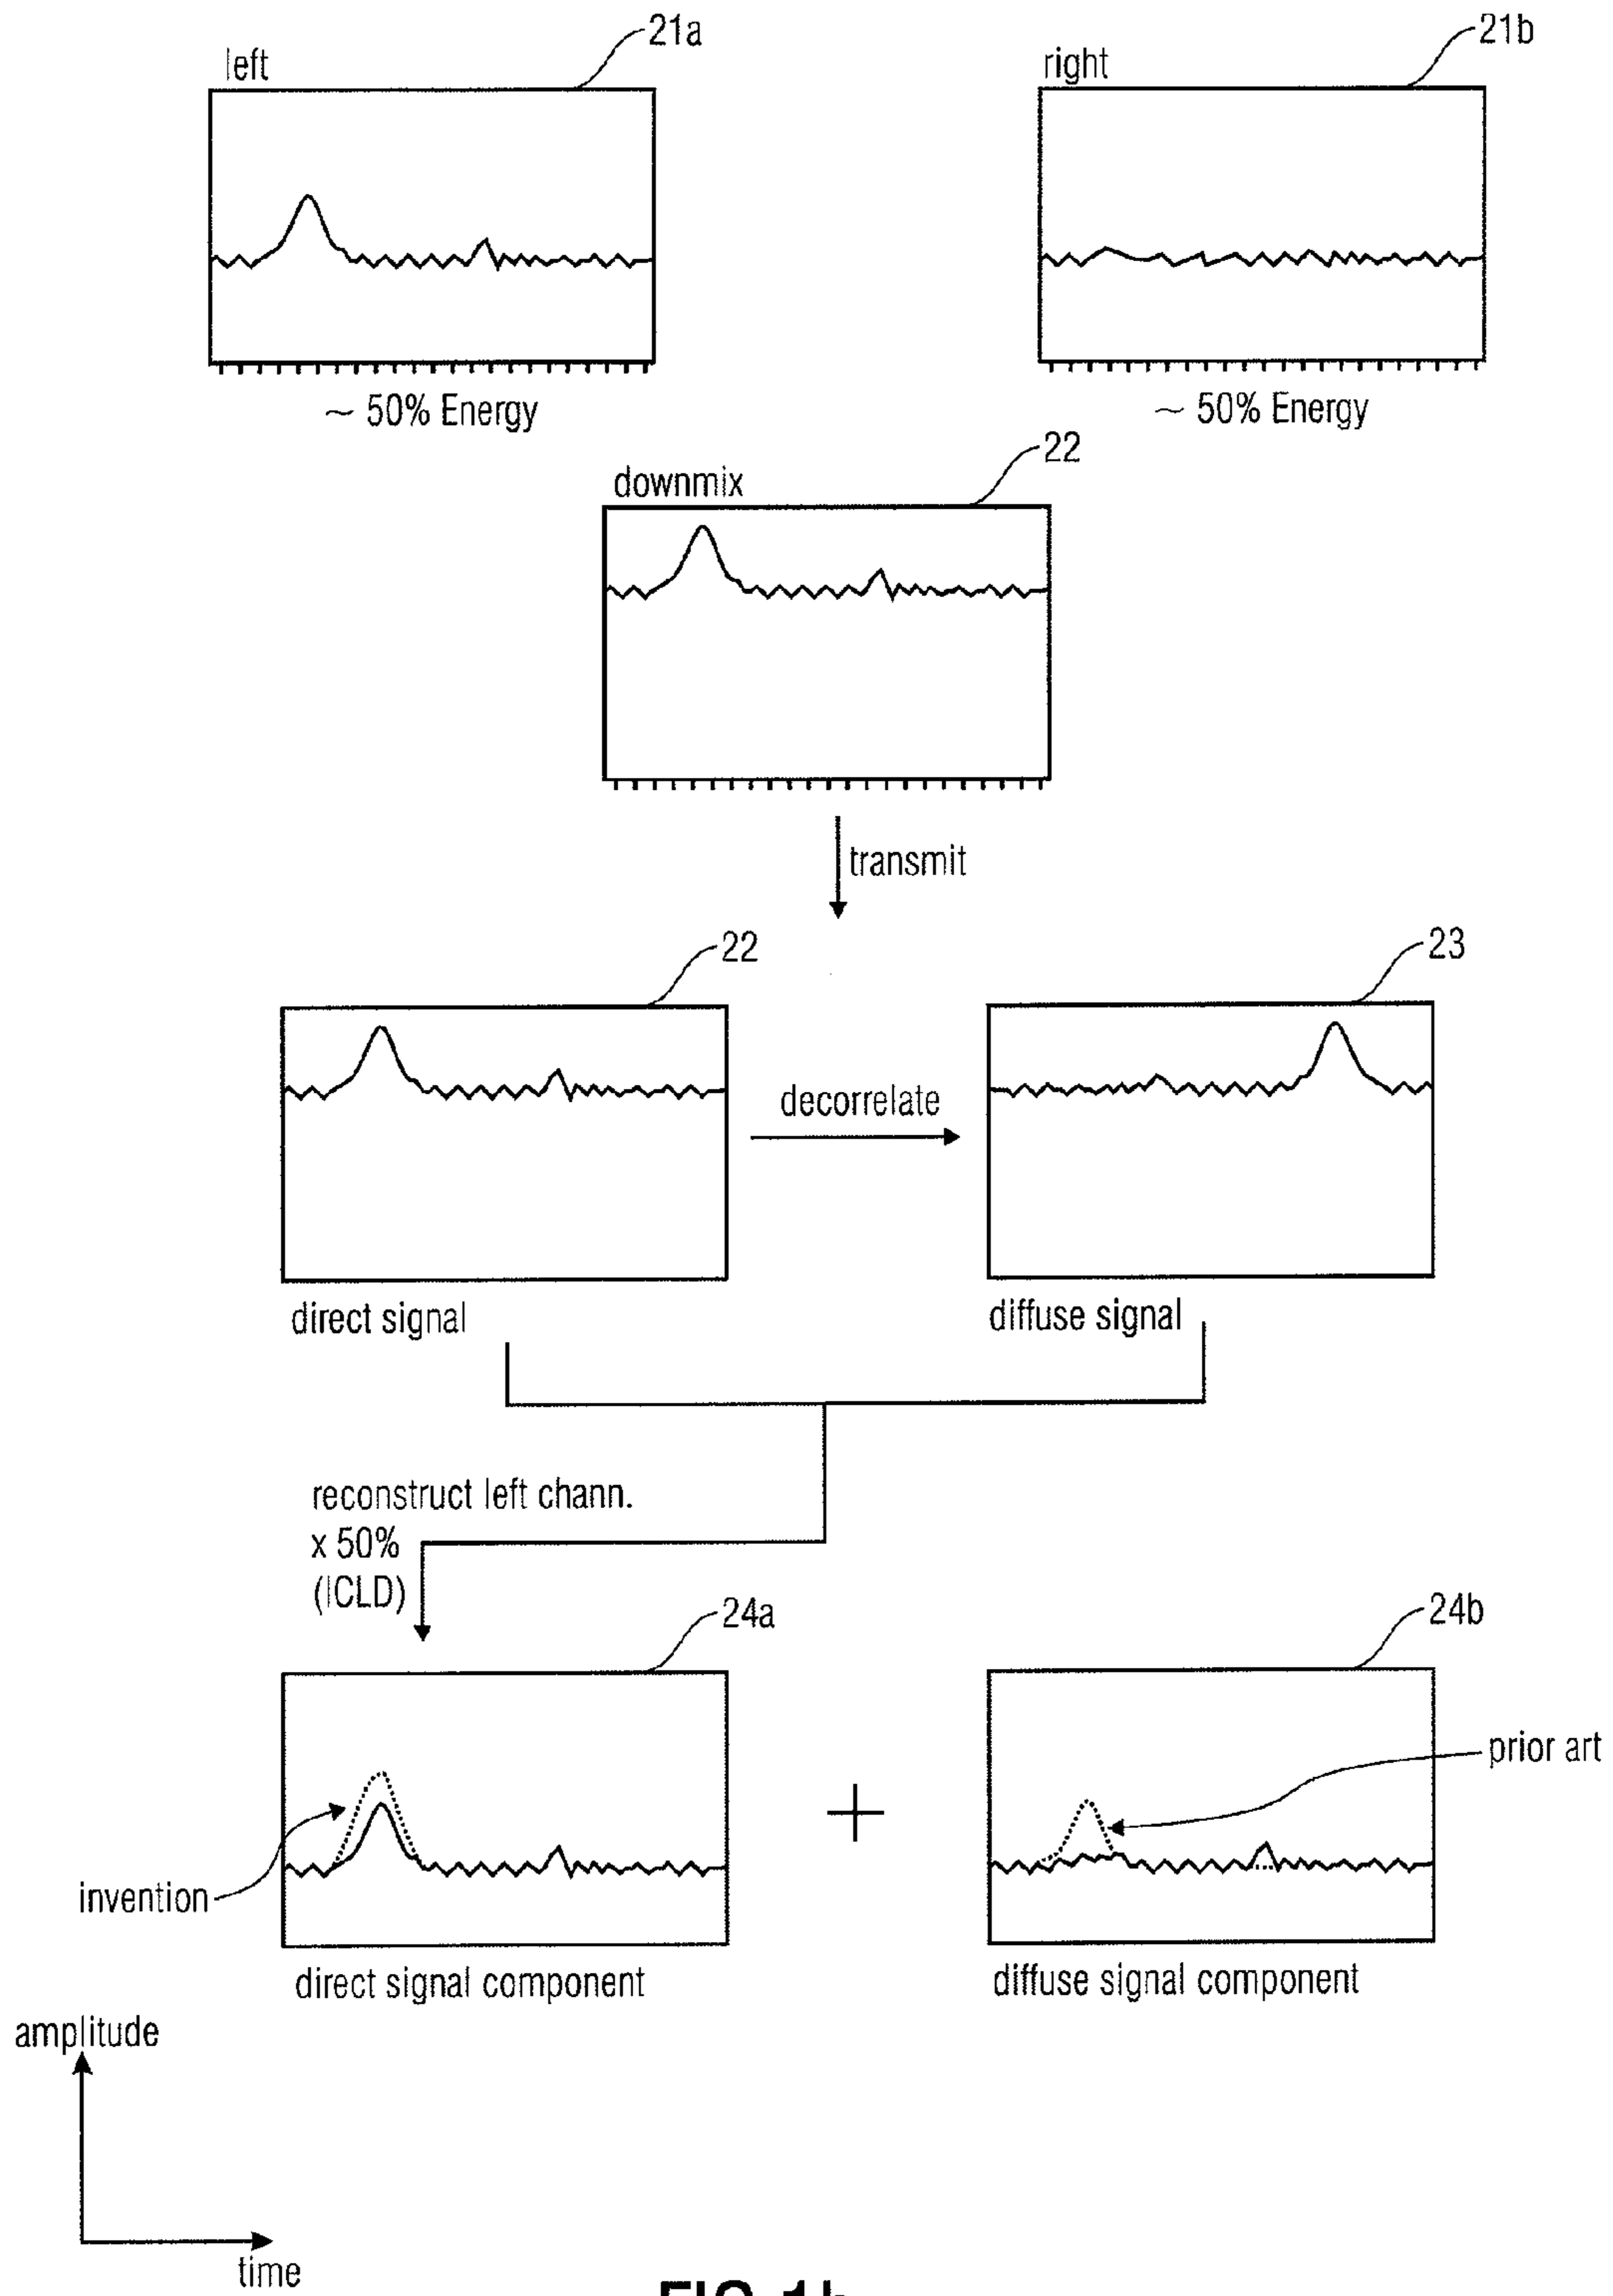 left
21a
right
21b
~ 50% Energy
~ 50% Energy
downmix
22
transmit
22
23
decorrelate
direct signal
diffuse signal
reconstruct left chann.
x 50%
(ICLD)
24a
24b
prior art
+
invention
direct signal component
diffuse signal component
amplitude
time